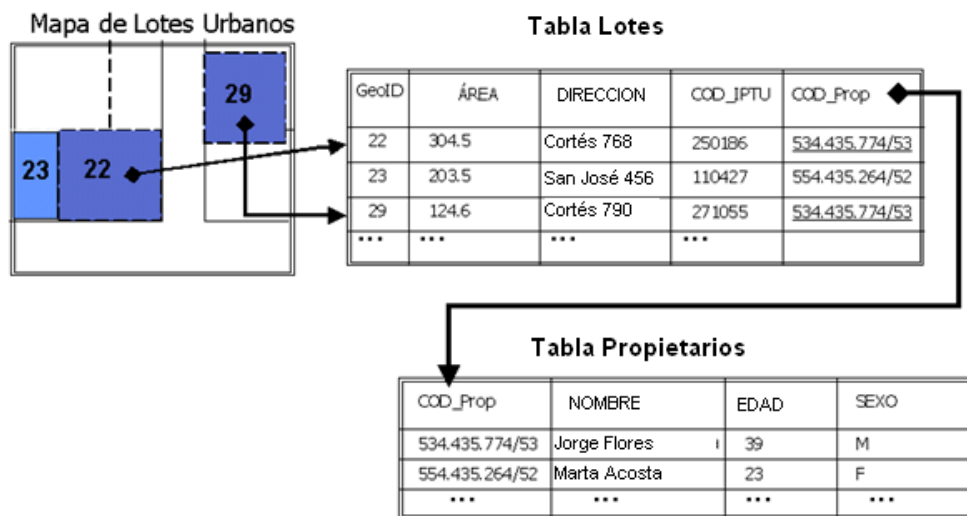 Mapa de Lotes Urbanos
29
23 22
Tabla Lotes
GeoID ÁREA DIRECCION COD_IPTU COD_Prop
22 304.5 Cortés 768 250186 534.435.774/53
23 203.5 San José 456 110427 554.435.264/52
29 124.6 Cortés 790 271055 534.435.774/53
... ... ... ...
Tabla Propietarios
COD_Prop NOMBRE EDAD SEXO
534.435.774/53 Jorge Flores 39 M
554.435.264/52 Marta Acosta 23 F
... ... ... ...